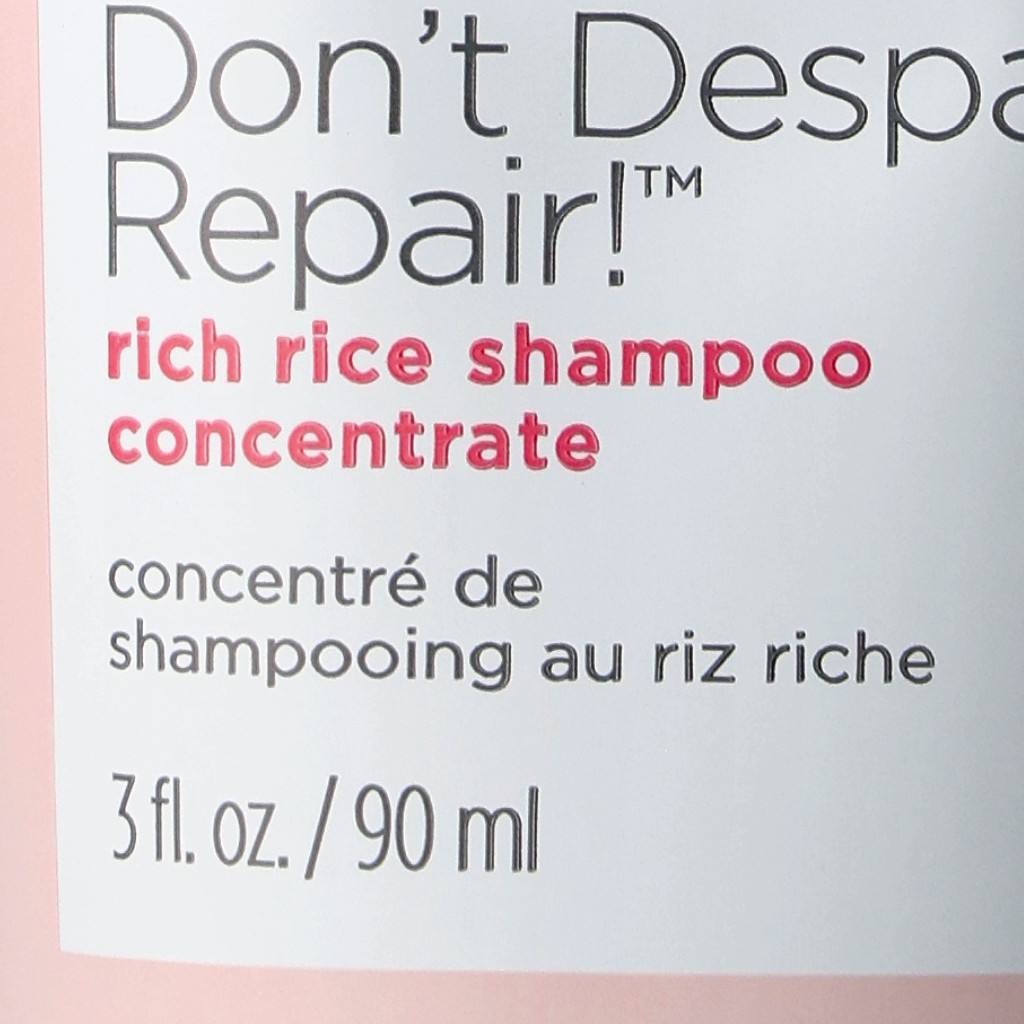 Don't Despa
Repair!™
rich rice shampoo
concentrate
concentré de
shampooing au riz riche
3 fl. oz. / 90 ml